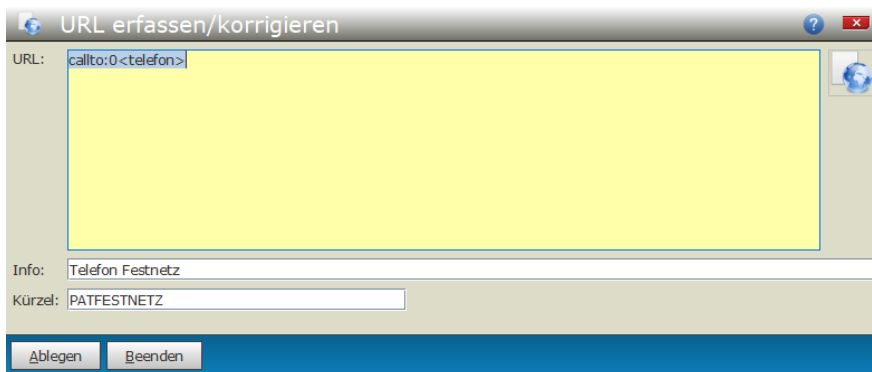 URL erfassen/korrigieren
?
x
URL: callto:0<telefon>
Info: Telefon Festnetz
Kürzel: PATFESTNETZ
Ablegen Beenden